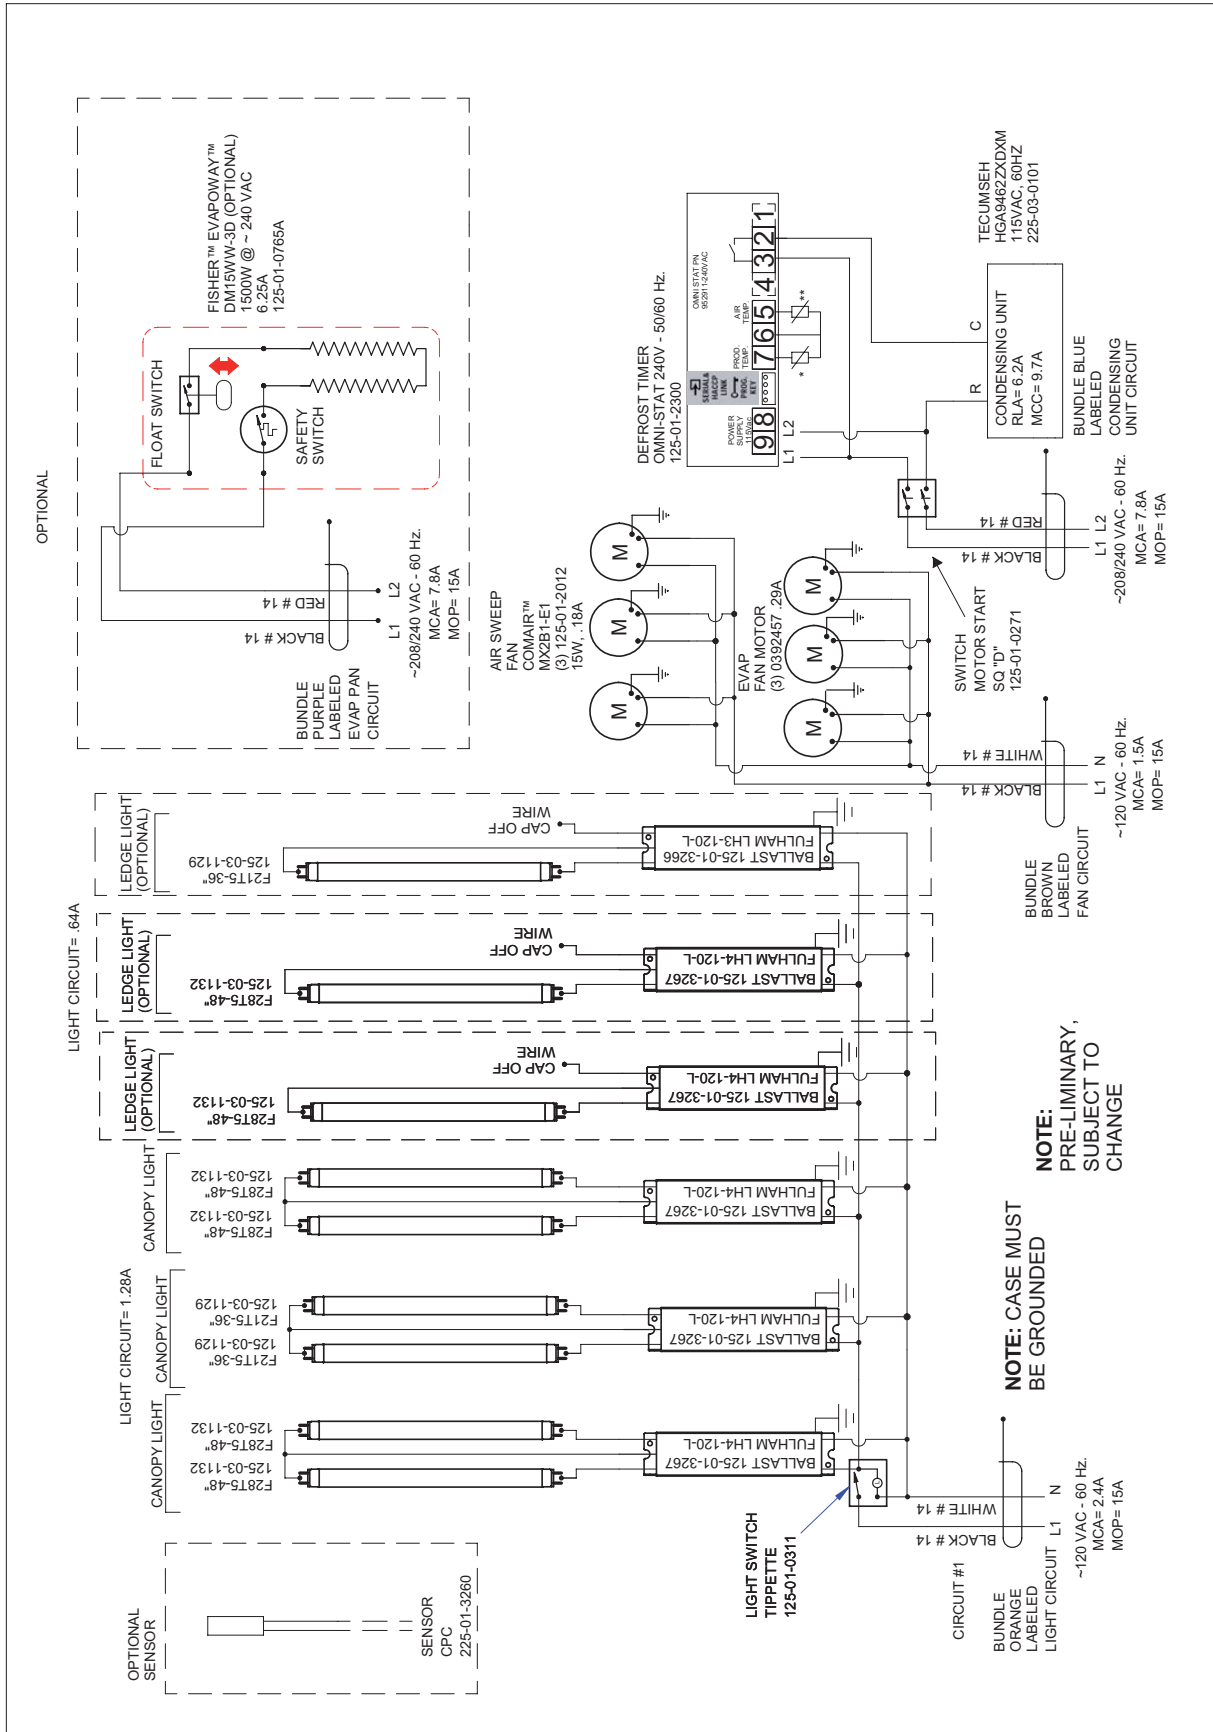 OPTIONAL
SENSOR
SENSOR
CPC
225-01-3260
LIGHT CIRCUIT= 1.28A
CANOPY LIGHT
F28T5-48"
125-03-1132
F28T5-48"
125-03-1132
BALLAST 125-01-3267
FULHAM LH4-120-L
CANOPY LIGHT
F21T5-36"
125-03-1129
F21T5-36"
125-03-1129
BALLAST 125-01-3267
FULHAM LH4-120-L
CANOPY LIGHT
F28T5-48"
125-03-1132
F28T5-48"
125-03-1132
BALLAST 125-01-3267
FULHAM LH4-120-L
LIGHT CIRCUIT= .64A
LEDGE LIGHT
(OPTIONAL)
F28T5-48"
125-03-1132
CAP OFF
WIRE
BALLAST 125-01-3267
FULHAM LH4-120-L
LEDGE LIGHT
(OPTIONAL)
F28T5-48"
125-03-1132
CAP OFF
WIRE
BALLAST 125-01-3267
FULHAM LH4-120-L
LEDGE LIGHT
(OPTIONAL)
F21T5-36"
125-03-1129
CAP OFF
WIRE
BALLAST 125-01-3266
FULHAM LH3-120-L
LIGHT SWITCH
TIPPETTE
125-01-0311
L
CIRCUIT #1
BUNDLE
ORANGE
LABELED
LIGHT CIRCUIT
BLACK # 14
WHITE # 14
L1
N
~120 VAC - 60 Hz.
MCA= 2.4A
MOP= 15A
NOTE: CASE MUST
BE GROUNDED
NOTE:
PRE-LIMINARY,
SUBJECT TO
CHANGE
OPTIONAL
FLOAT SWITCH
SAFETY
SWITCH
FISHER™ EVAPOWAY™
DM15WW-3D (OPTIONAL)
1500W @ ~ 240 VAC
6.25A
125-01-0765A
BUNDLE
PURPLE
LABELED
EVAP PAN
CIRCUIT
BLACK # 14
RED # 14
L1
L2
~208/240 VAC - 60 Hz.
MCA= 7.8A
MOP= 15A
AIR SWEEP
FAN
COMAIR™
MX2B1-E1
(3) 125-01-2012
15W, .18A
M
M
M
EVAP
FAN MOTOR
(3) 0392457 .29A
M
M
M
BUNDLE
BROWN
LABELED
FAN CIRCUIT
BLACK # 14
WHITE # 14
L1
N
~120 VAC - 60 Hz.
MCA= 1.5A
MOP= 15A
DEFROST TIMER
OMNI-STAT 240V - 50/60 Hz.
125-01-2300
OMNI STAT PN
952911-240VAC
POWER
SUPPLY
115Vac
SERIAL&
HACCP
LINK
PROG.
KEY
PROD.
TEMP.
AIR
TEMP.
9 8 7 6 5 4 3 2 1
L1
L2
*
**
SWITCH
MOTOR START
SQ "D"
125-01-0271
BLACK # 14
RED # 14
L1
L2
~208/240 VAC - 60 Hz.
MCA= 7.8A
MOP= 15A
R
C
CONDENSING UNIT
RLA= 6.2A
MCC= 9.7A
TECUMSEH
HGA9462ZXDXM
115VAC, 60HZ
225-03-0101
BUNDLE BLUE
LABELED
CONDENSING
UNIT CIRCUIT